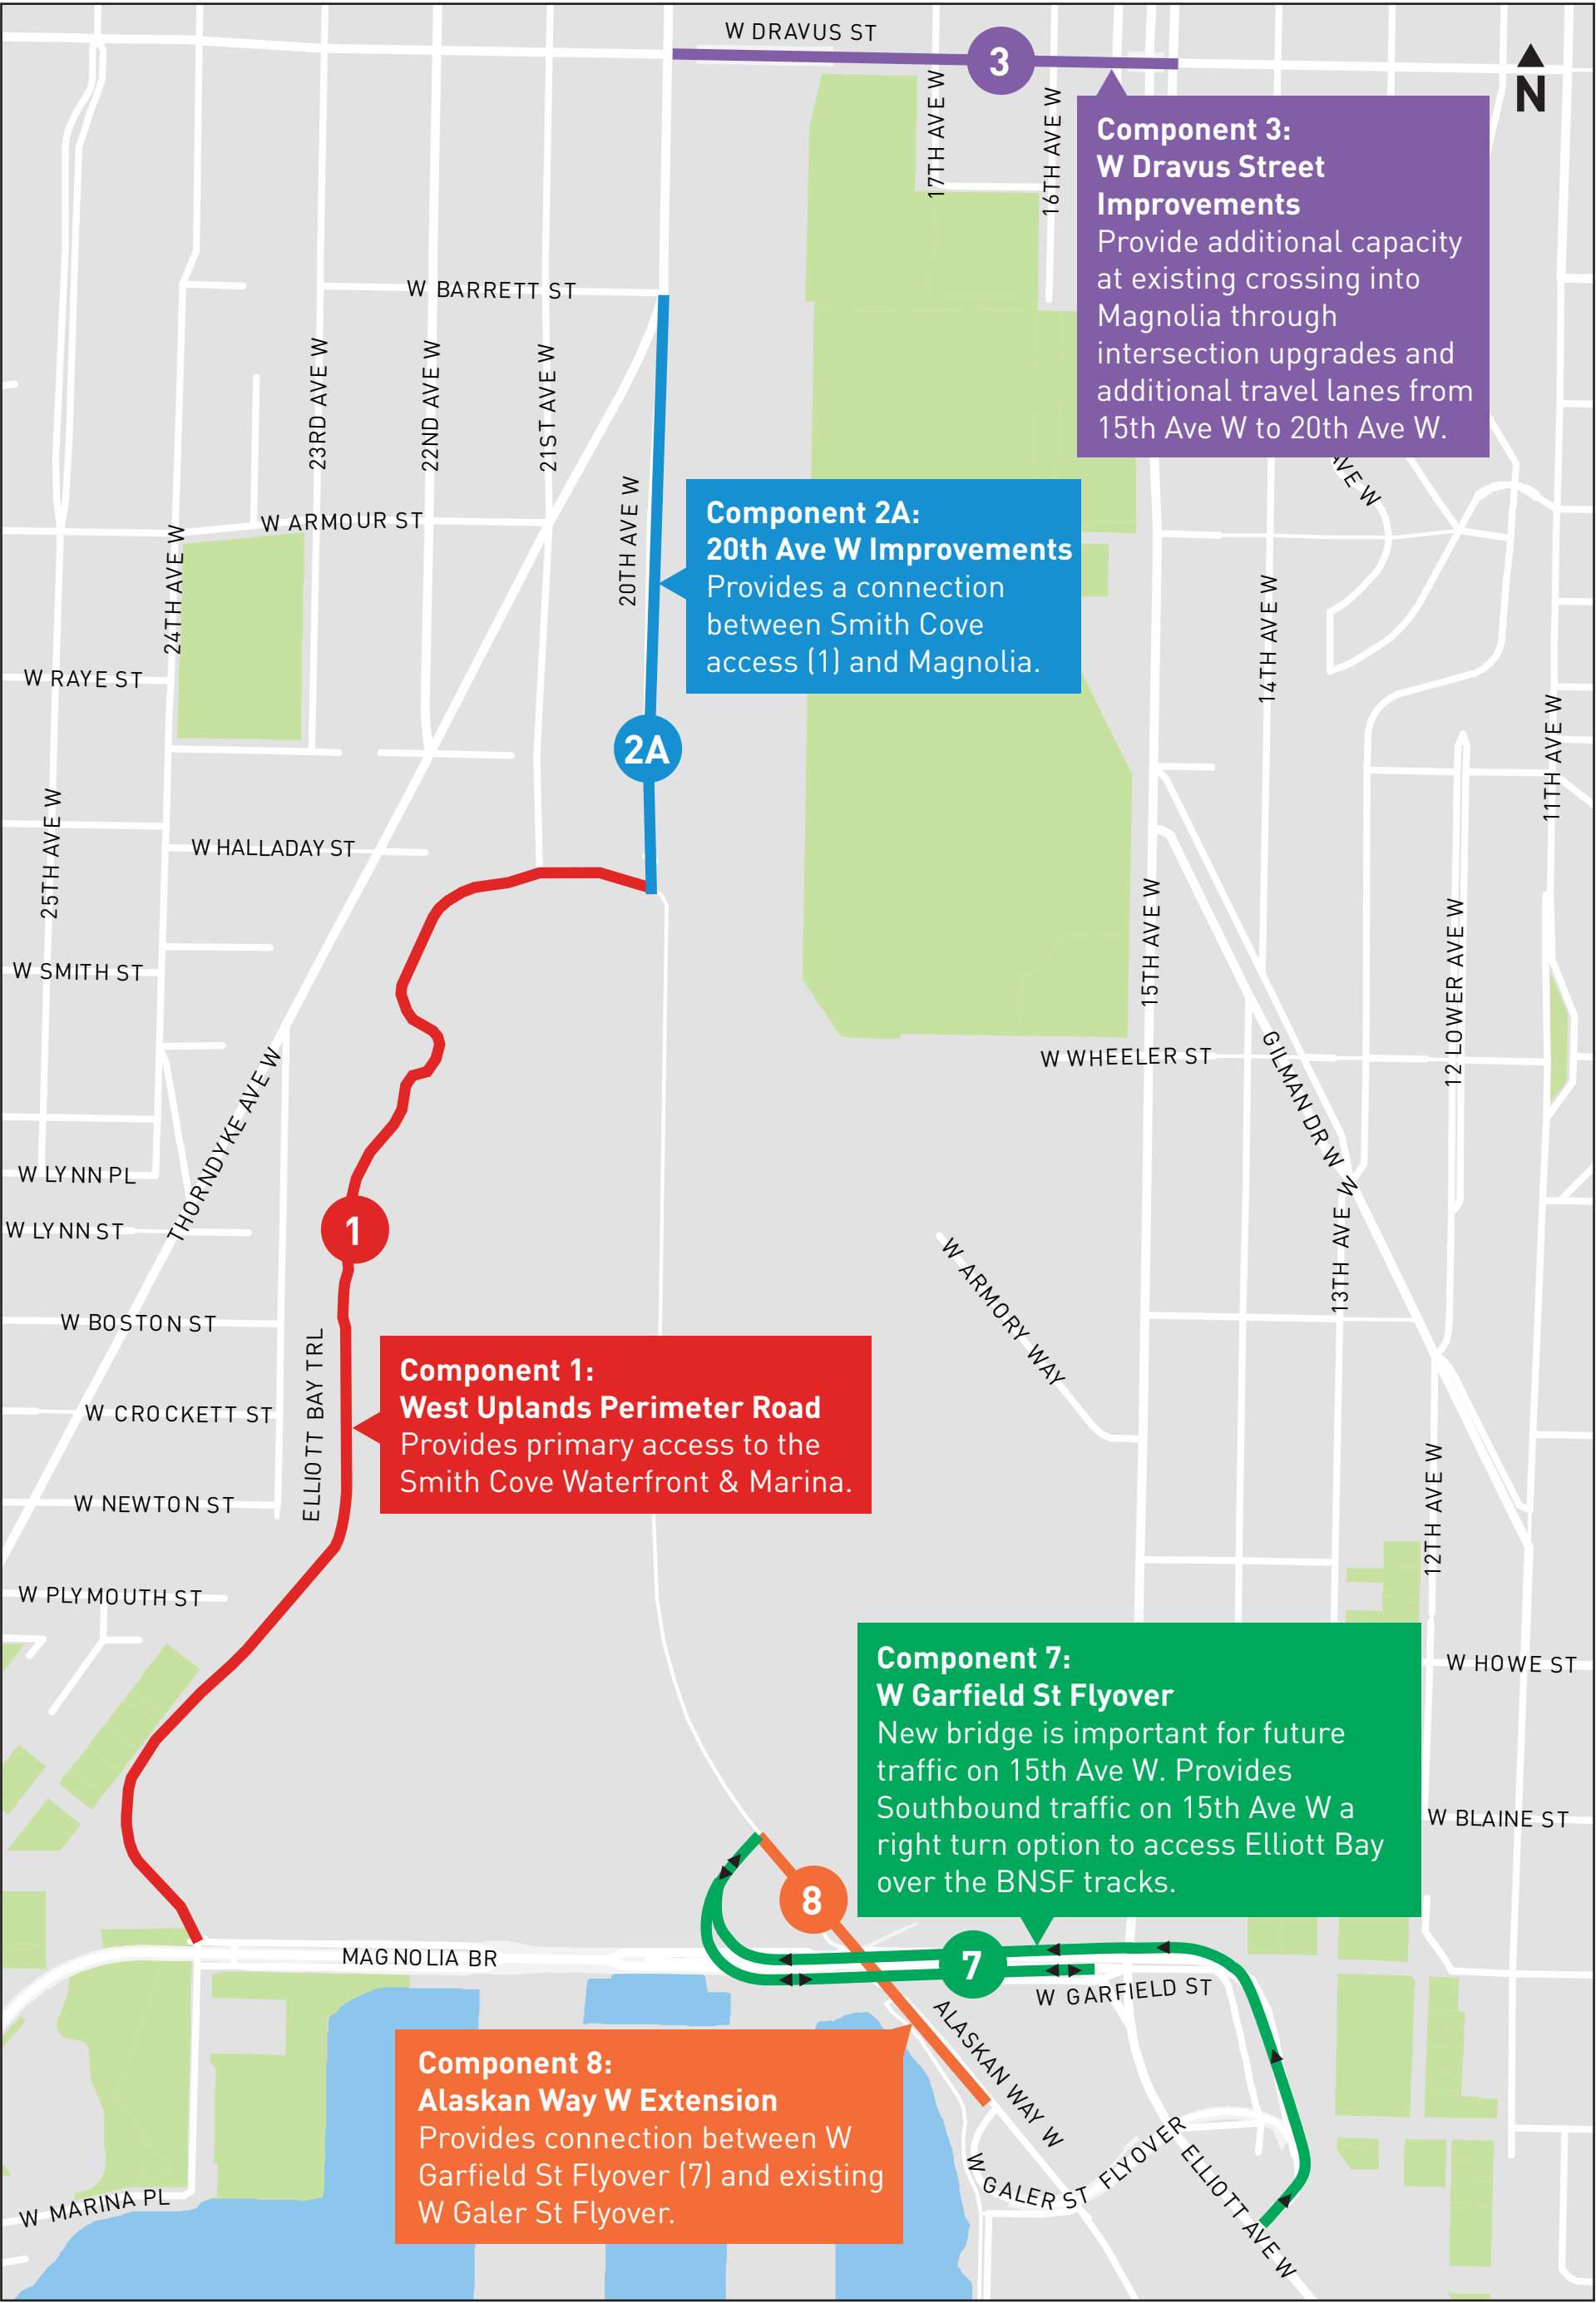 W DRAVUS ST
3
N
17TH AVE W
16TH AVE W
Component 3:
W Dravus Street
Improvements
Provide additional capacity
at existing crossing into
Magnolia through
intersection upgrades and
additional travel lanes from
15th Ave W to 20th Ave W.
AVE W
W BARRETT ST
23RD AVE W
22ND AVE W
21ST AVE W
20TH AVE W
W ARMOUR ST
24TH AVE W
Component 2A:
20th Ave W Improvements
Provides a connection
between Smith Cove
access (1) and Magnolia.
14TH AVE W
W RAYE ST
2A
11TH AVE W
25TH AVE W
W HALLADAY ST
15TH AVE W
12 LOWER AVE W
W SMITH ST
W WHEELER ST
GILMAN DR W
THORNDYKE AVE W
W LYNN PL
13TH AVE W
W LYNN ST
1
W ARMORY WAY
W BOSTON ST
ELLIOTT BAY TRL
Component 1:
West Uplands Perimeter Road
Provides primary access to the
Smith Cove Waterfront & Marina.
W CROCKETT ST
12TH AVE W
W NEWTON ST
W PLYMOUTH ST
Component 7:
W Garfield St Flyover
New bridge is important for future
traffic on 15th Ave W. Provides
Southbound traffic on 15th Ave W a
right turn option to access Elliott Bay
over the BNSF tracks.
W HOWE ST
W BLAINE ST
8
MAGNOLIA BR
7
W GARFIELD ST
ALASKAN WAY W
Component 8:
Alaskan Way W Extension
Provides connection between W
Garfield St Flyover (7) and existing
W Galer St Flyover.
W GALER ST FLYOVER
ELLIOTT AVE W
W MARINA PL